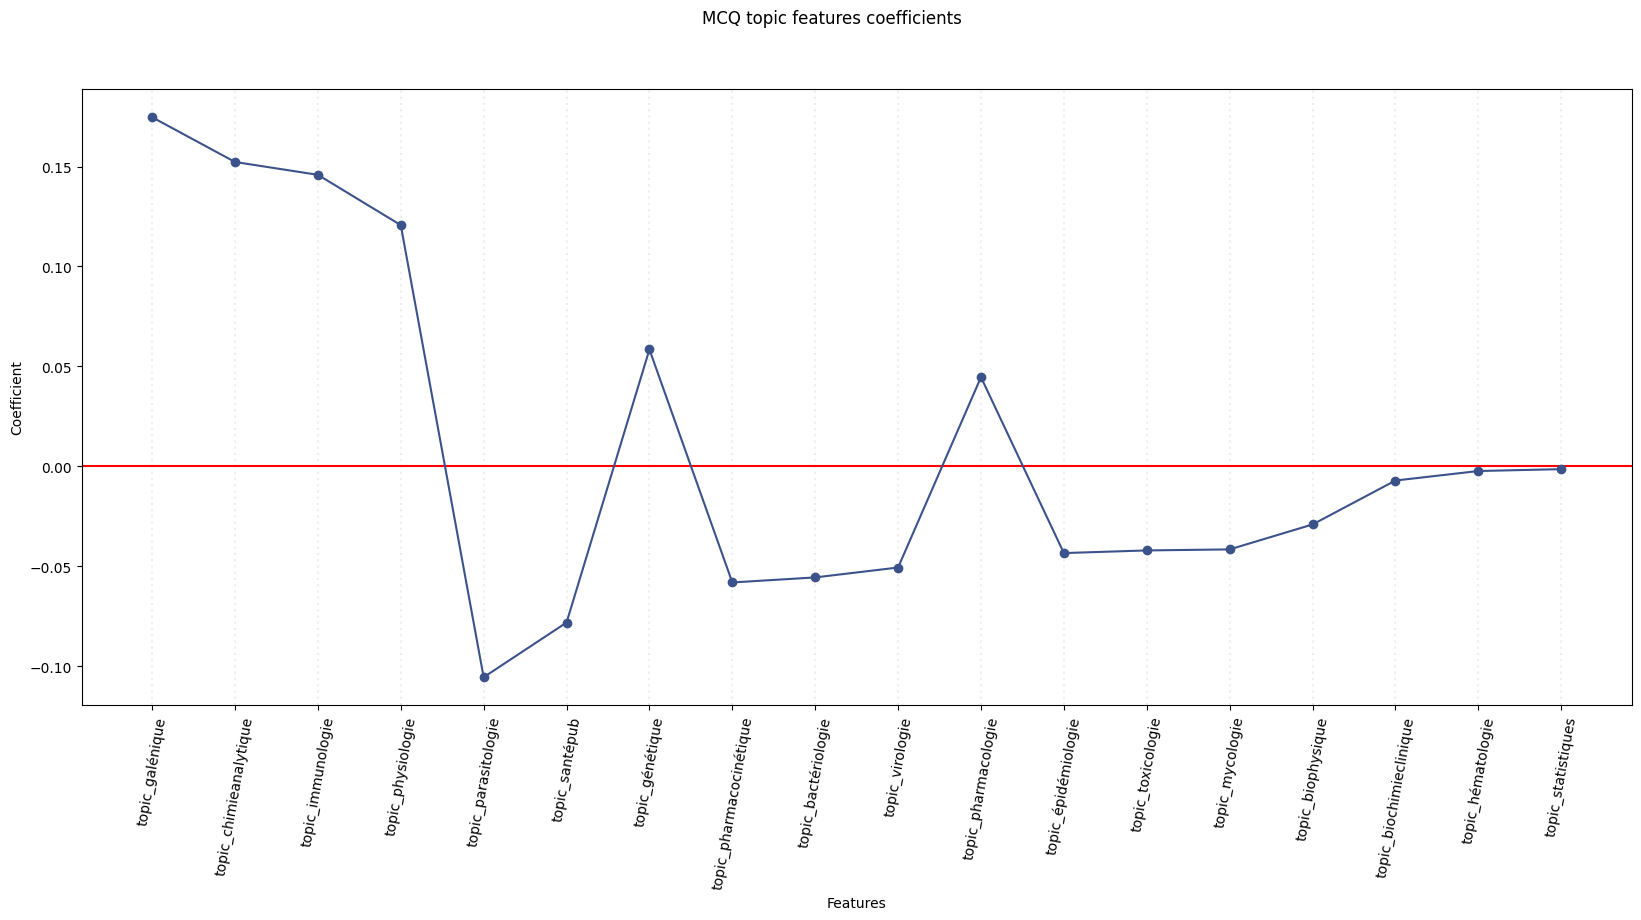 MCQ topic features coefficients
Coefficient
0.15
0.10
0.05
0.00
−0.05
−0.10
topic_galénique
topic_chimieanalytique
topic_immunologie
topic_physiologie
topic_parasitologie
topic_santépub
topic_génétique
topic_pharmacocinétique
topic_bactériologie
topic_virologie
topic_pharmacologie
topic_épidémiologie
topic_toxicologie
topic_mycologie
topic_biophysique
topic_biochimieclinique
topic_hématologie
topic_statistiques
Features